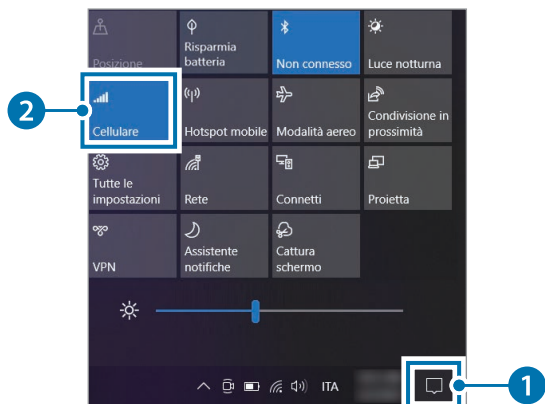 Posizione
Risparmia
batteria
Non connesso
Luce notturna
2
Cellulare
Hotspot mobile
Modalità aereo
Condivisione in
prossimità
Tutte le
impostazioni
Rete
Connetti
Proietta
VPN
Assistente
notifiche
Cattura
schermo
ITA
1